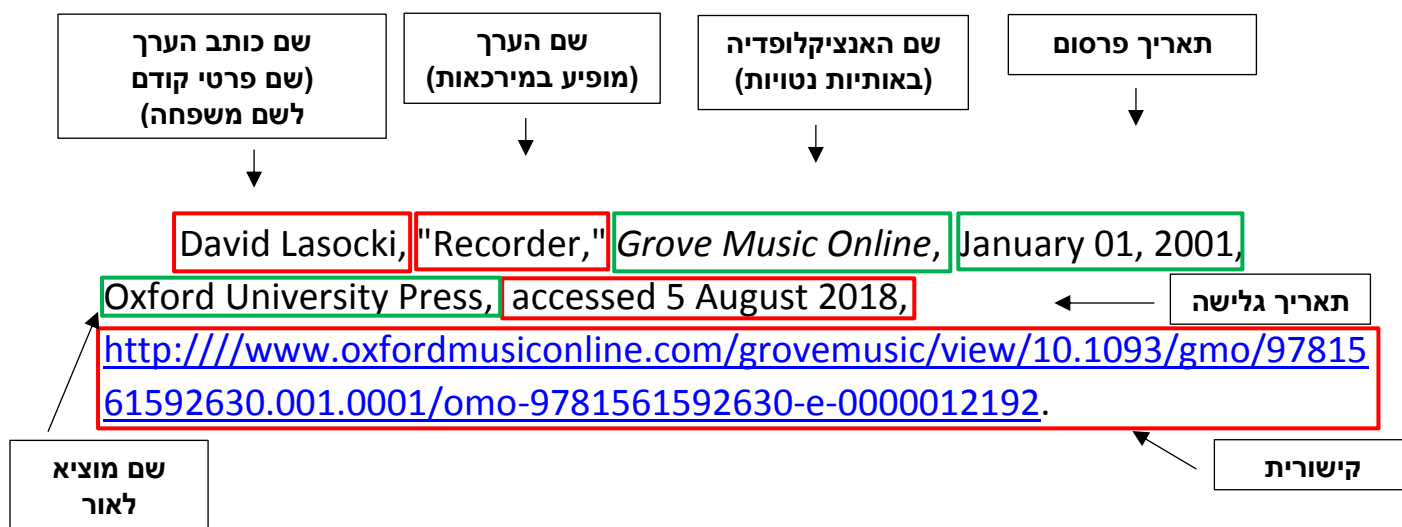 שם כותב הערך
(שם פרטי קודם
לשם משפחה)
שם הערך
(מופיע במירכאות)
שם האנציקלופדיה
(באותיות נטויות)
תאריך פרסום
David Lasocki, "Recorder," Grove Music Online, January 01, 2001,
Oxford University Press, accessed 5 August 2018,
תאריך גלישה
http:////www.oxfordmusiconline.com/grovemusic/view/10.1093/gmo/97815
61592630.001.0001/omo-9781561592630-e-0000012192.
שם מוציא
לאור
קישורית